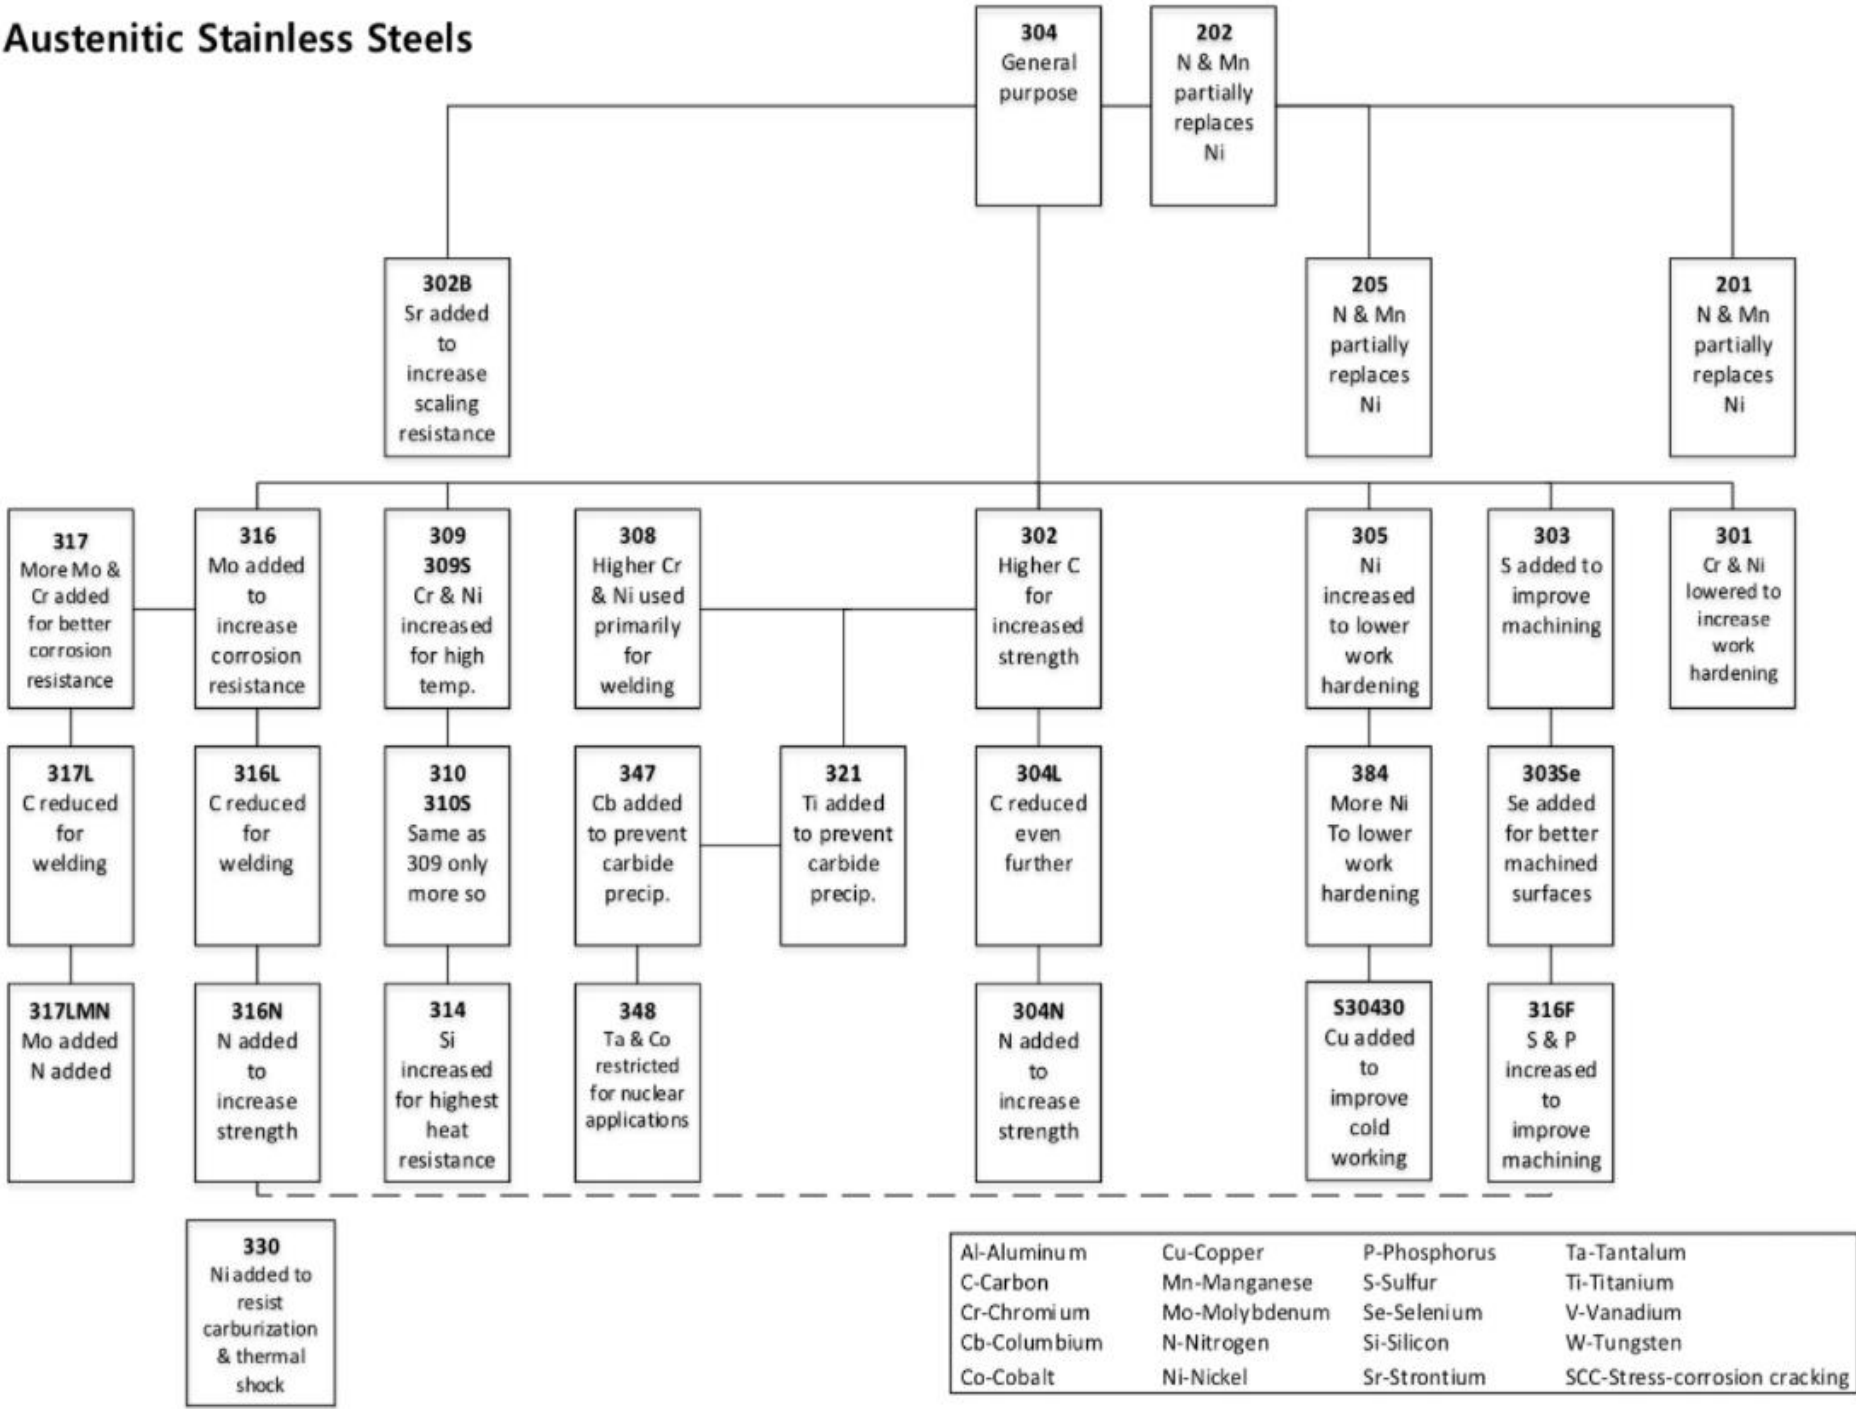 Austenitic Stainless Steels
304
General
purpose
202
N & Mn
partially
replaces
Ni
302B
Sr added
to
increase
scaling
resistance
205
N & Mn
partially
replaces
Ni
201
N & Mn
partially
replaces
Ni
317
More Mo &
Cr added
for better
corrosion
resistance
316
Mo added
to
increase
corrosion
resistance
309
309S
Cr & Ni
increased
for high
temp.
308
Higher Cr
& Ni used
primarily
for
welding
302
Higher C
for
increased
strength
305
Ni
increased
to lower
work
hardening
303
S added to
improve
machining
301
Cr & Ni
lowered to
increase
work
hardening
317L
C reduced
for
welding
316L
C reduced
for
welding
310
310S
Same as
309 only
more so
347
Cb added
to prevent
carbide
precip.
321
Ti added
to prevent
carbide
precip.
304L
C reduced
even
further
384
More Ni
To lower
work
hardening
303Se
Se added
for better
machined
surfaces
317LMN
Mo added
N added
316N
N added
to
increase
strength
314
Si
increased
for highest
heat
resistance
348
Ta & Co
restricted
for nuclear
applications
304N
N added
to
increase
strength
S30430
Cu added
to
improve
cold
working
316F
S & P
increased
to
improve
machining
330
Ni added to
resist
carburization
& thermal
shock
Al-Aluminum Cu-Copper P-Phosphorus Ta-Tantalum
C-Carbon Mn-Manganese S-Sulfur Ti-Titanium
Cr-Chromium Mo-Molybdenum Se-Selenium V-Vanadium
Cb-Columbium N-Nitrogen Si-Silicon W-Tungsten
Co-Cobalt Ni-Nickel Sr-Strontium SCC-Stress-corrosion cracking